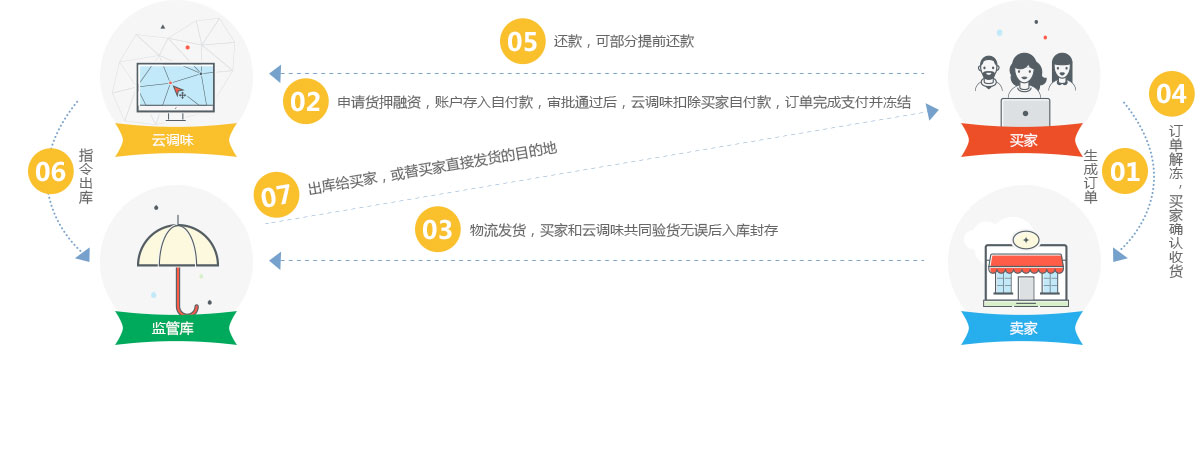 05 还款，可部分提前还款
02 申请货押融资，账户存入自付款，审批通过后，云调味扣除买家自付款，订单完成支付并冻结
04
订单解冻，买家确认收货
云调味
买家
06
指令出库
07 出库给买家，或替买家直接发货的目的地
01
生成订单
03 物流发货，买家和云调味共同验货无误后入库封存
监管库
卖家